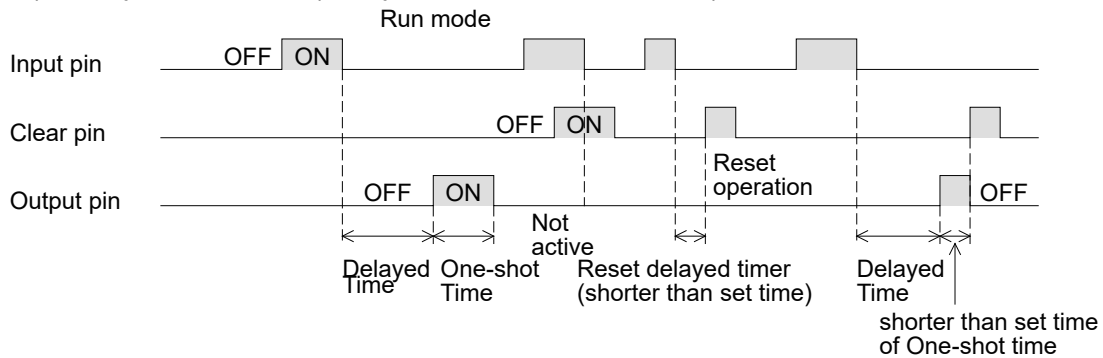 Run mode
Input pin
OFF
ON
Clear pin
OFF
ON
Reset
operation
Output pin
OFF
ON
OFF
Not
active
Delayed
Time
One-shot
Time
Reset delayed timer
(shorter than set time)
Delayed
Time
shorter than set time
of One-shot time